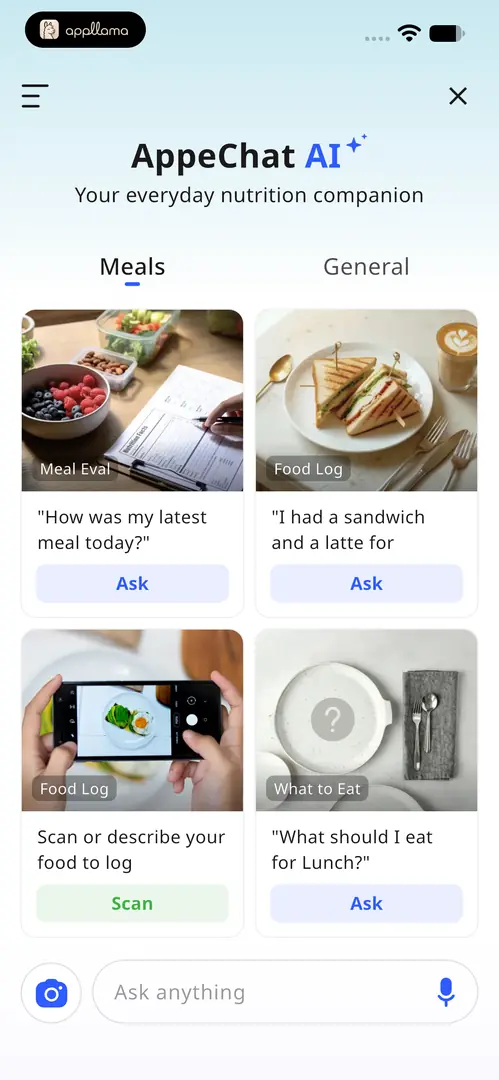 appllama
AppeChat AI
Your everyday nutrition companion
Meals
General
Nutrition Facts
Meal Eval
"How was my latest
meal today?"
Ask
Food Log
"I had a sandwich
and a latte for
Ask
Food Log
Scan or describe your
food to log
Scan
?
What to Eat
"What should I eat
for Lunch?"
Ask
Ask anything